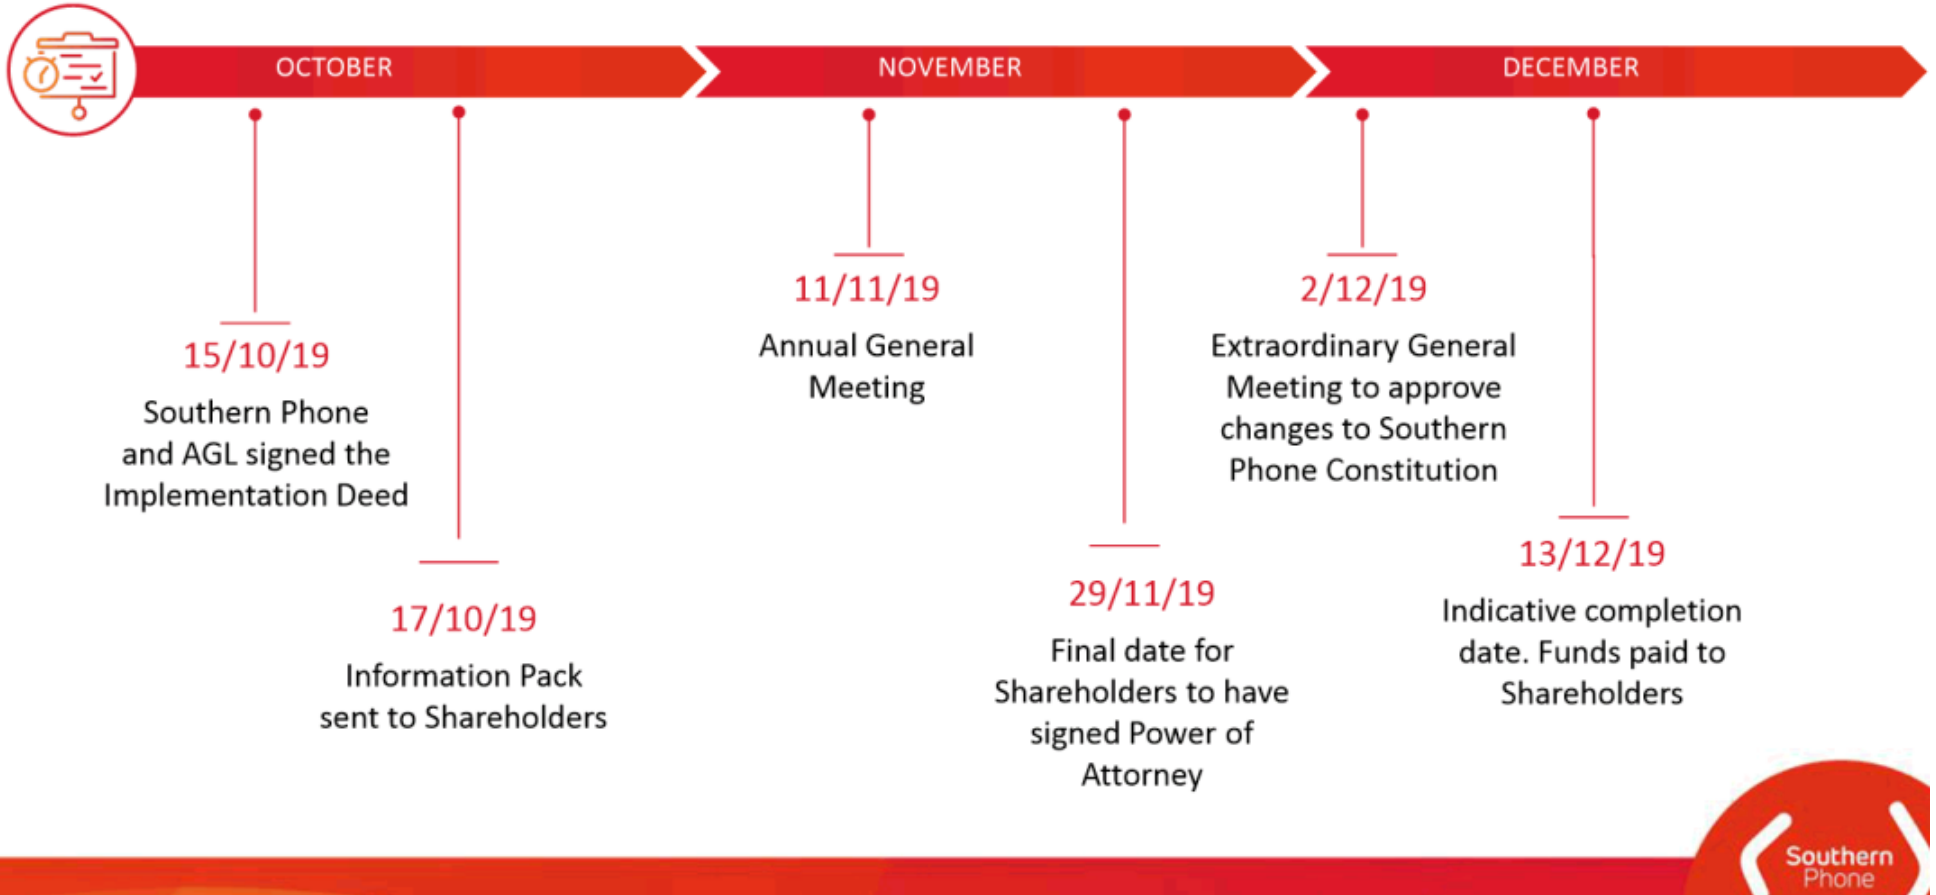 OCTOBER
NOVEMBER
DECEMBER
15/10/19
Southern Phone
and AGL signed the
Implementation Deed
17/10/19
Information Pack
sent to Shareholders
11/11/19
Annual General
Meeting
29/11/19
Final date for
Shareholders to have
signed Power of
Attorney
2/12/19
Extraordinary General
Meeting to approve
changes to Southern
Phone Constitution
13/12/19
Indicative completion
date. Funds paid to
Shareholders
Southern
Phone